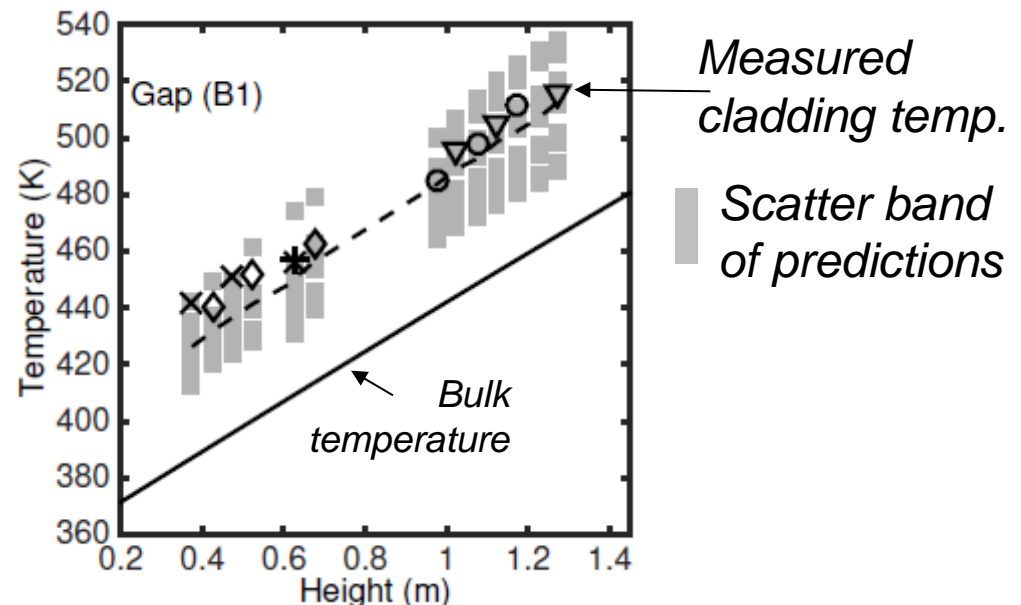 540
520
500
480
460
440
420
400
380
360
Temperature (K)
Gap (B1)
Bulk
temperature
0.2 0.4 0.6 0.8 1 1.2 1.4
Height (m)
Measured
cladding temp.
Scatter band
of predictions